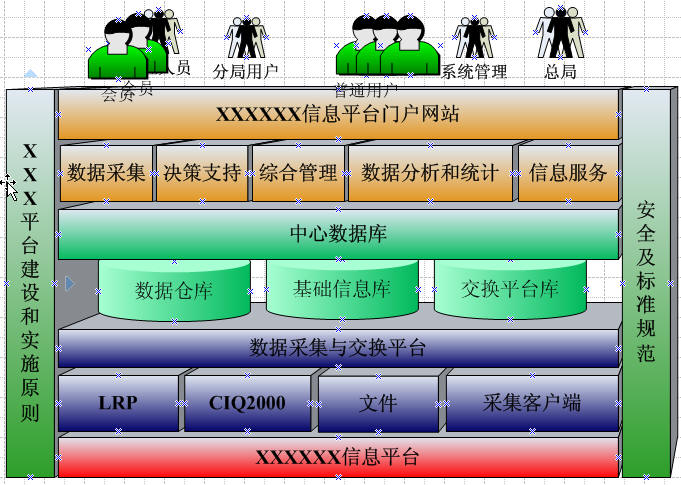 人员
会员
会员
分局用户
普通用户
系统管理
总局
XXXXXX信息平台门户网站
数据采集
决策支持
综合管理
数据分析和统计
信息服务
XXX平台建设和实施原则
安全及标准规范
中心数据库
数据仓库
基础信息库
交换平台库
数据采集与交换平台
LRP
CIQ2000
文件
采集客户端
XXXXXX信息平台